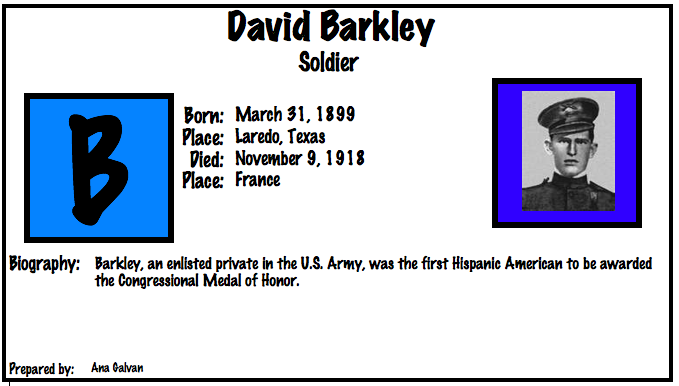 David Barkley
Soldier
B
Born: March 31, 1899
Place: Laredo, Texas
Died: November 9, 1918
Place: France
Biography: Barkley, an enlisted private in the U.S. Army, was the first Hispanic American to be awarded
the Congressional Medal of Honor.
Prepared by: Ana Galvan